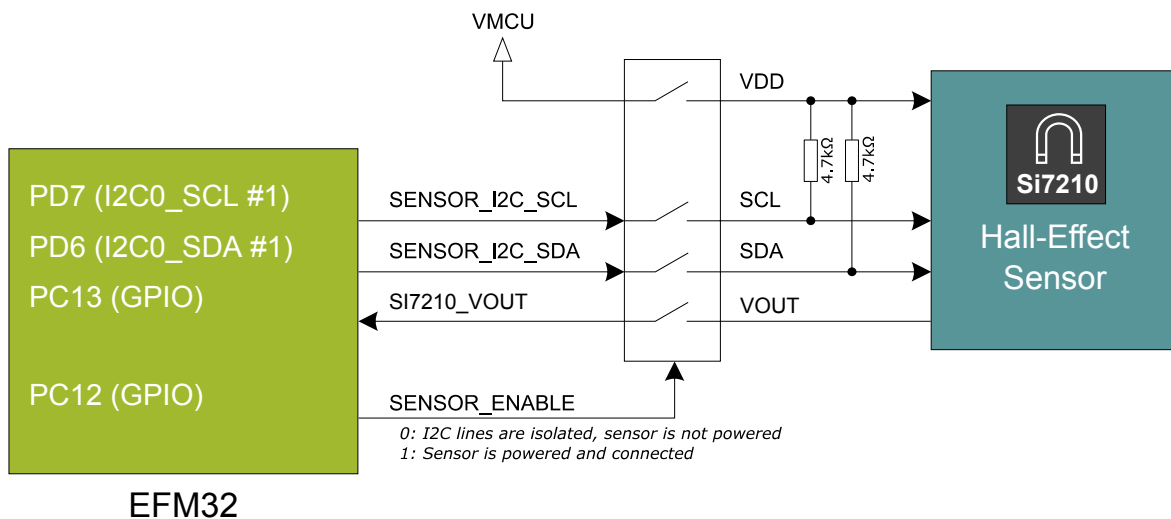 VMCU
VDD
4.7kΩ
4.7kΩ
Si7210
PD7 (I2C0_SCL #1)
SENSOR_I2C_SCL
SCL
PD6 (I2C0_SDA #1)
SENSOR_I2C_SDA
SDA
Hall-Effect
Sensor
PC13 (GPIO)
SI7210_VOUT
VOUT
PC12 (GPIO)
SENSOR_ENABLE
0: I2C lines are isolated, sensor is not powered
1: Sensor is powered and connected
EFM32